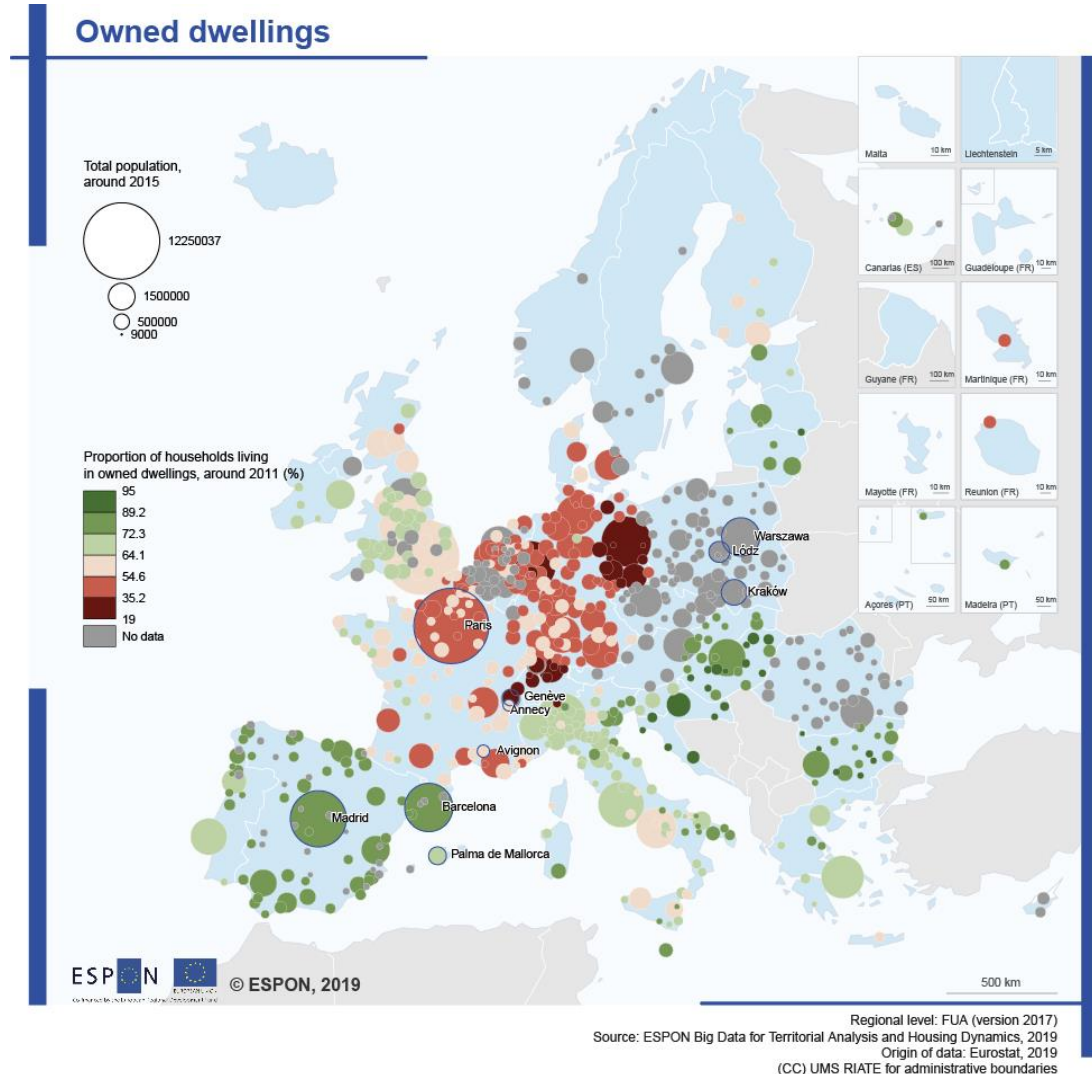 Owned dwellings
Total population,
around 2015
12250037
1500000
500000
9000
Proportion of households living
in owned dwellings, around 2011 (%)
95
89.2
72.3
64.1
54.6
35.2
19
No data
Warszawa
Lódz
Kraków
Paris
Genève
Annecy
Avignon
Barcelona
Madrid
Palma de Mallorca
Malta 10 km
Liechtenstein 5 km
Canarias (ES) 100 km
Guadeloupe (FR) 10 km
Guyane (FR) 100 km
Martinique (FR) 10 km
Mayotte (FR) 10 km
Reunion (FR) 10 km
Açores (PT) 50 km
Madeira (PT) 50 km
ESPON
© ESPON, 2019
500 km
Regional level: FUA (version 2017)
Source: ESPON Big Data for Territorial Analysis and Housing Dynamics, 2019
Origin of data: Eurostat, 2019
(CC) UMS RIATE for administrative boundaries